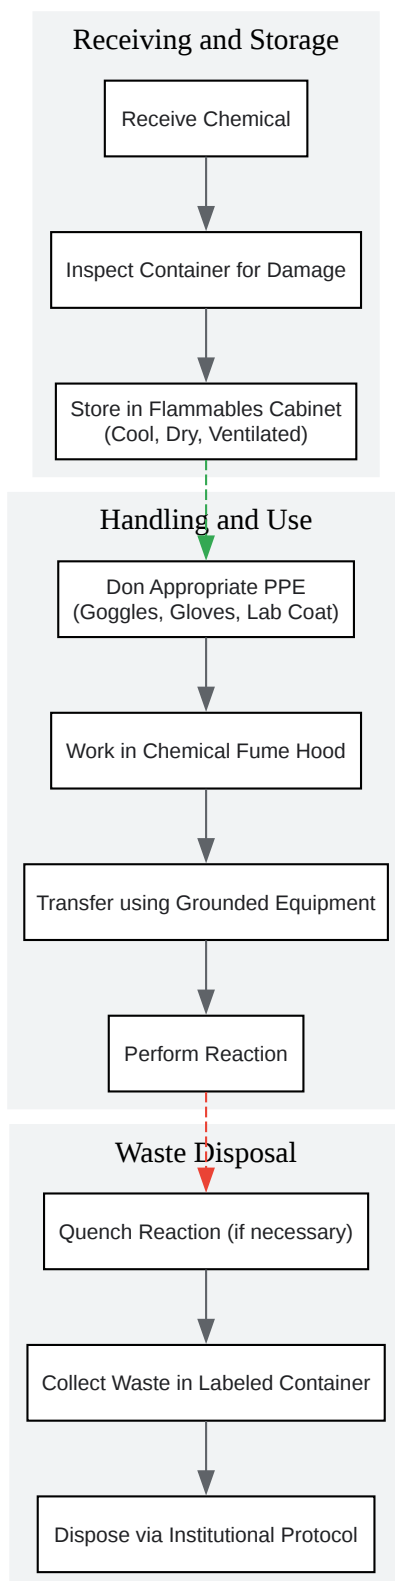 Receiving and Storage
Receive Chemical
Inspect Container for Damage
Store in Flammables Cabinet
(Cool, Dry, Ventilated)
Handling and Use
Don Appropriate PPE
(Goggles, Gloves, Lab Coat)
Work in Chemical Fume Hood
Transfer using Grounded Equipment
Perform Reaction
Waste Disposal
Quench Reaction (if necessary)
Collect Waste in Labeled Container
Dispose via Institutional Protocol